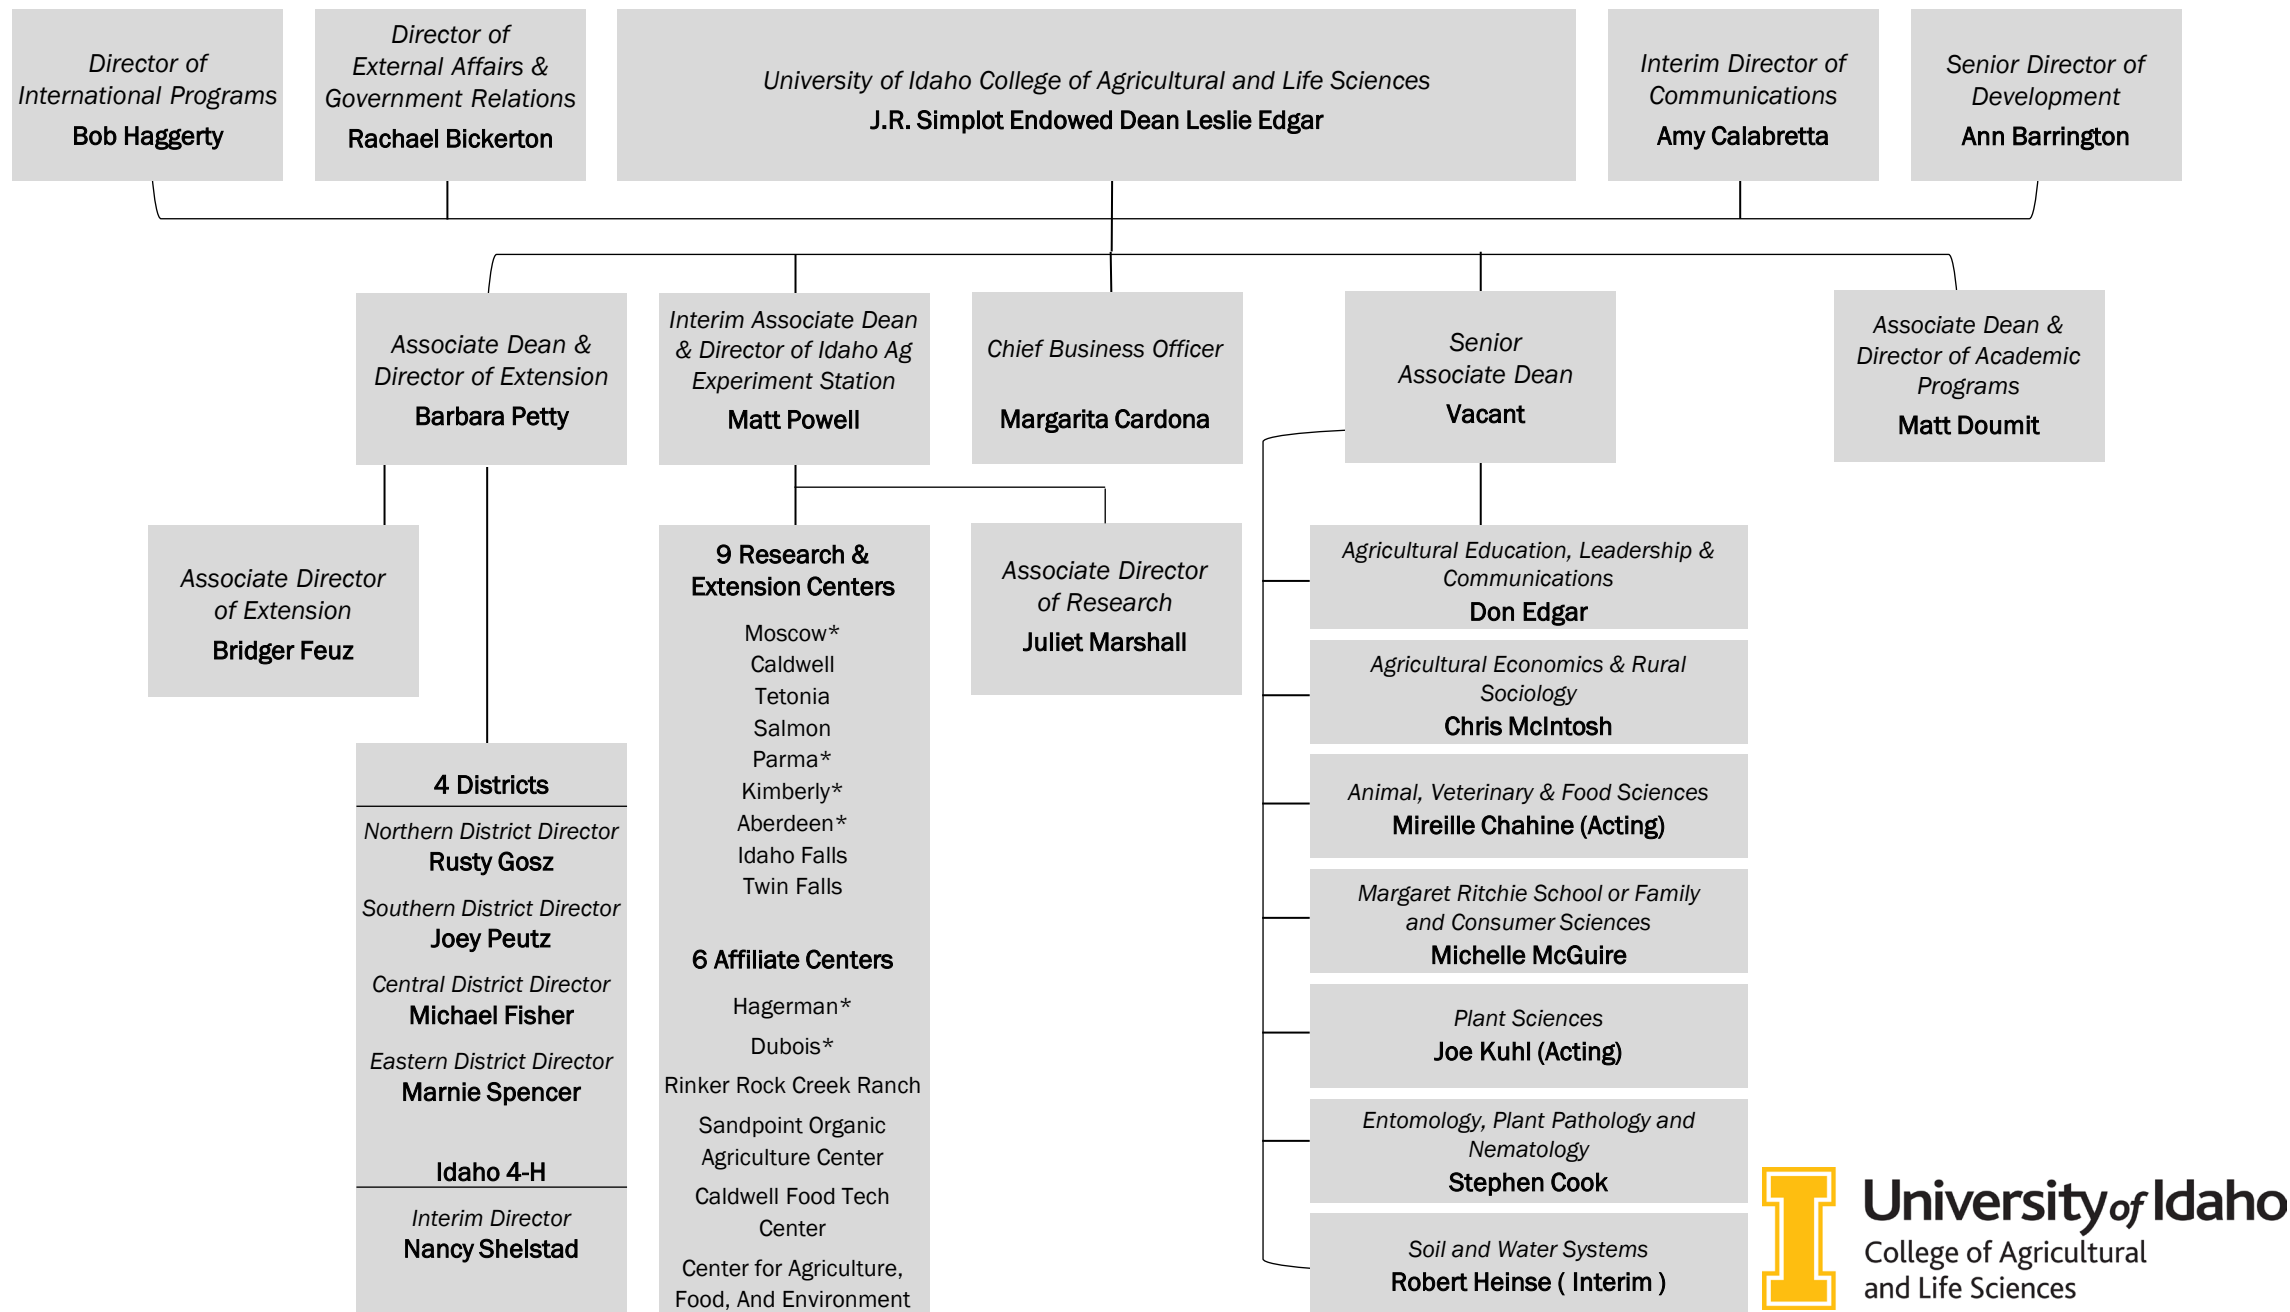 Director of
International Programs
Bob Haggerty
Director of
External Affairs &
Government Relations
Rachael Bickerton
University of Idaho College of Agricultural and Life Sciences
J.R. Simplot Endowed Dean Leslie Edgar
Interim Director of
Communications
Amy Calabretta
Senior Director of
Development
Ann Barrington
Associate Dean &
Director of Extension
Barbara Petty
Interim Associate Dean
& Director of Idaho Ag
Experiment Station
Matt Powell
Chief Business Officer
Margarita Cardona
Senior
Associate Dean
Vacant
Associate Dean &
Director of Academic
Programs
Matt Doumit
Associate Director
of Extension
Bridger Feuz
4 Districts
Northern District Director
Rusty Gosz
Southern District Director
Joey Peutz
Central District Director
Michael Fisher
Eastern District Director
Marnie Spencer
Idaho 4-H
Interim Director
Nancy Shelstad
9 Research &
Extension Centers
Moscow*
Caldwell
Tetonia
Salmon
Parma*
Kimberly*
Aberdeen*
Idaho Falls
Twin Falls
6 Affiliate Centers
Hagerman*
Dubois*
Rinker Rock Creek Ranch
Sandpoint Organic
Agriculture Center
Caldwell Food Tech
Center
Center for Agriculture,
Food, And Environment
Associate Director
of Research
Juliet Marshall
Agricultural Education, Leadership &
Communications
Don Edgar
Agricultural Economics & Rural
Sociology
Chris McIntosh
Animal, Veterinary & Food Sciences
Mireille Chahine (Acting)
Margaret Ritchie School or Family
and Consumer Sciences
Michelle McGuire
Plant Sciences
Joe Kuhl (Acting)
Entomology, Plant Pathology and
Nematology
Stephen Cook
Soil and Water Systems
Robert Heinse ( Interim )
University of Idaho
College of Agricultural
and Life Sciences